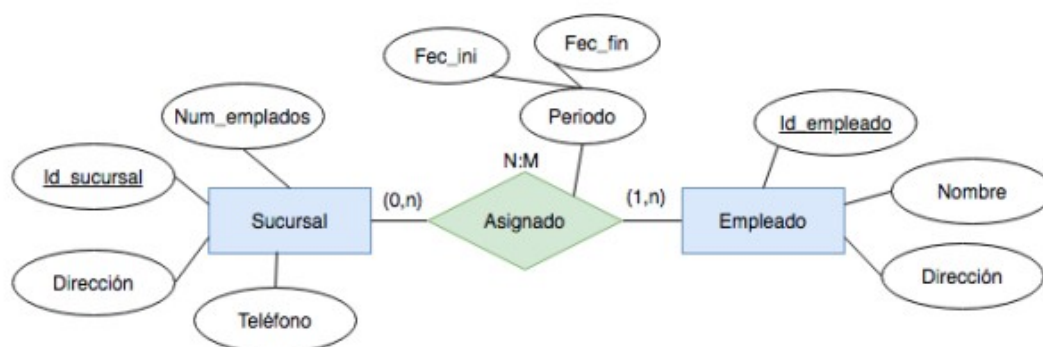 Fec_ini
Fec_fin
Num_emplados
Periodo
Id_empleado
Id_sucursal
N:M
Nombre
Sucursal
(0,n)
Asignado
(1,n)
Empleado
Dirección
Dirección
Teléfono